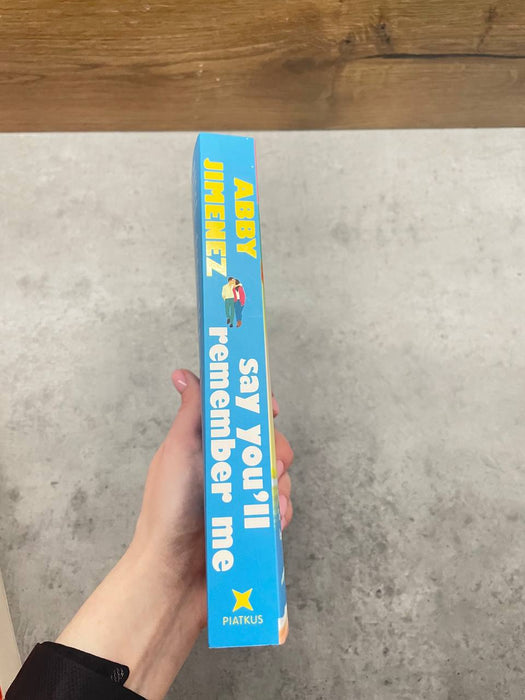 ABBY
JIMENEZ
say you'll
remember me
PIATKUS